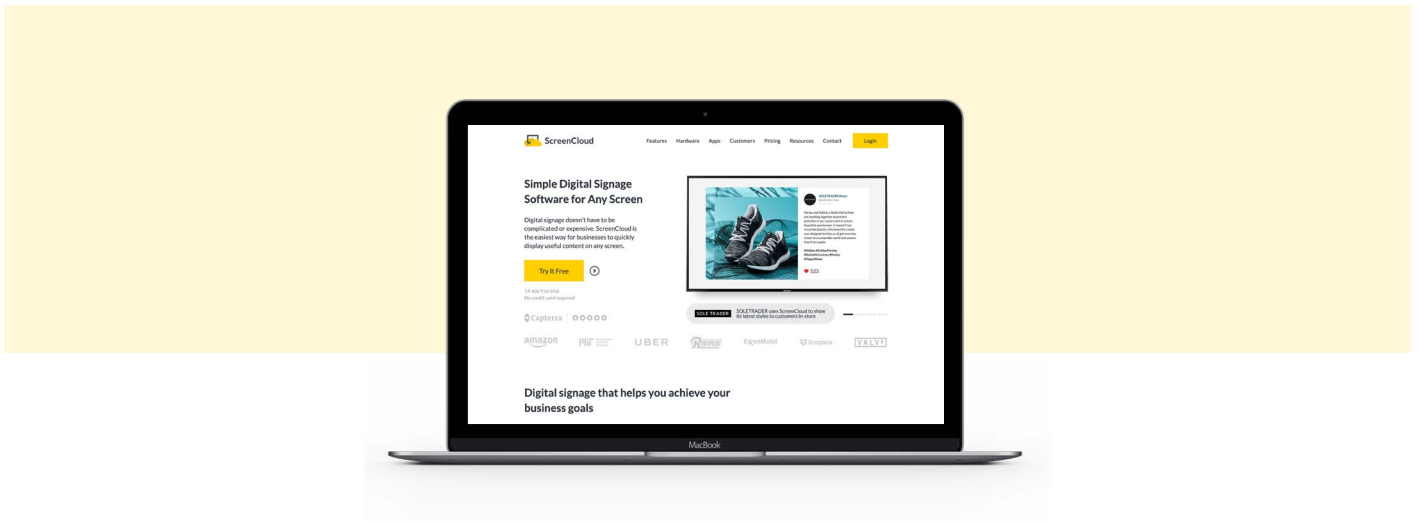 ScreenCloud
Features Hardware Apps Customers Pricing Resources Contact Login
Simple Digital Signage
Software for Any Screen
Digital signage doesn't have to be
complicated or expensive. ScreenCloud is
the easiest way for businesses to quickly
display useful content on any screen.
Try It Free
14-day free trial
No credit card required
Capterra
SOLETRADER
523
SOLETRADER
SOLETRADER uses ScreenCloud to show
its latest styles to customers in-store
amazon MIT UBER ExxonMobil Dropbox VALVE
Digital signage that helps you achieve your
business goals
MacBook